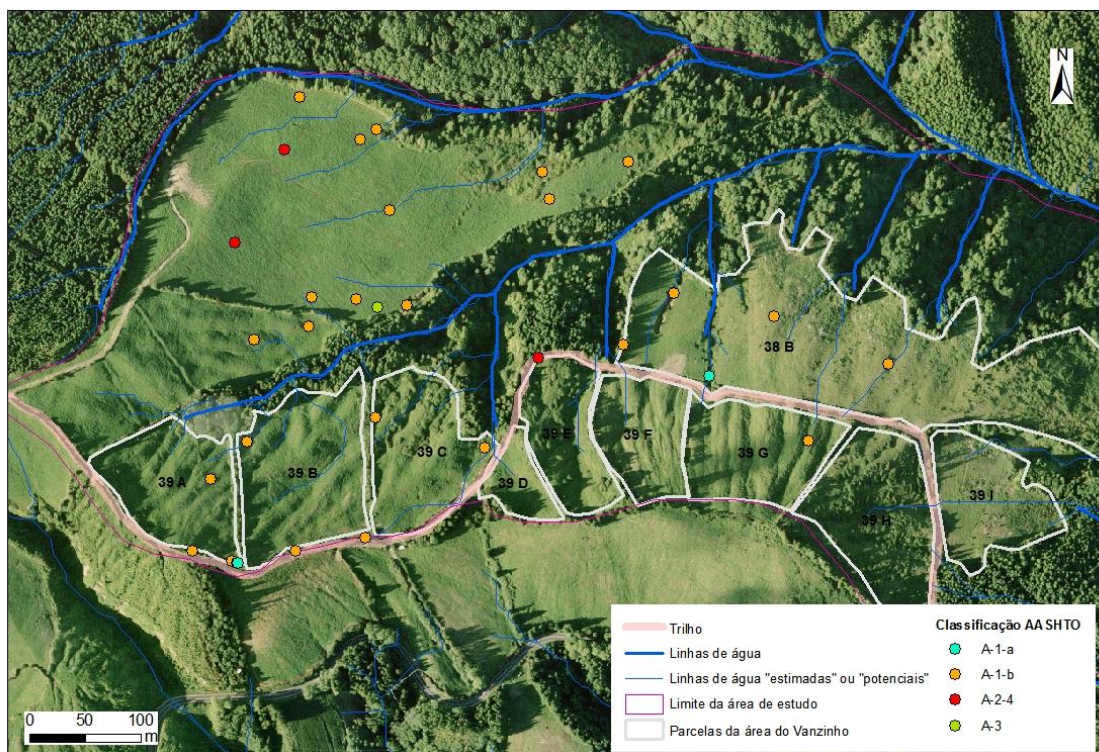 N
38 B
39 A
39 B
39 C
39 D
39 E
39 F
39 G
39 H
39 I
0 50 100
m
Trilho
Linhas de água
Linhas de água "estimadas" ou "potenciais"
Limite da área de estudo
Parcelas da área do Vanzinho
Classificação AASHTO
A-1-a
A-1-b
A-2-4
A-3